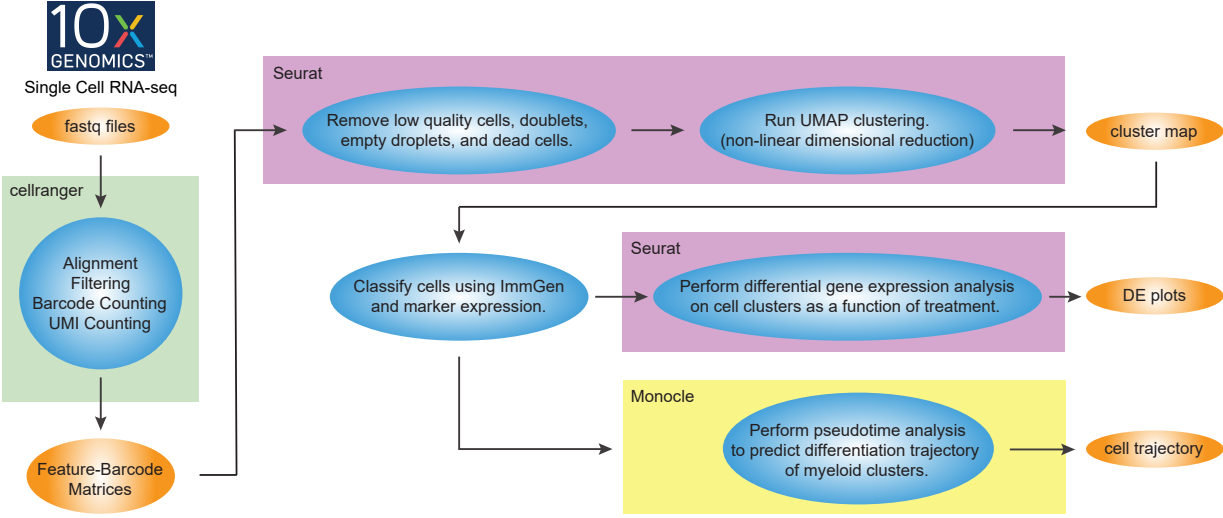 10x
GENOMICS™
Single Cell RNA-seq
fastq files
cellranger
Alignment
Filtering
Barcode Counting
UMI Counting
Feature-Barcode
Matrices
Seurat
Remove low quality cells, doublets,
empty droplets, and dead cells.
Run UMAP clustering.
(non-linear dimensional reduction)
cluster map
Classify cells using ImmGen
and marker expression.
Seurat
Perform differential gene expression analysis
on cell clusters as a function of treatment.
DE plots
Monocle
Perform pseudotime analysis
to predict differentiation trajectory
of myeloid clusters.
cell trajectory